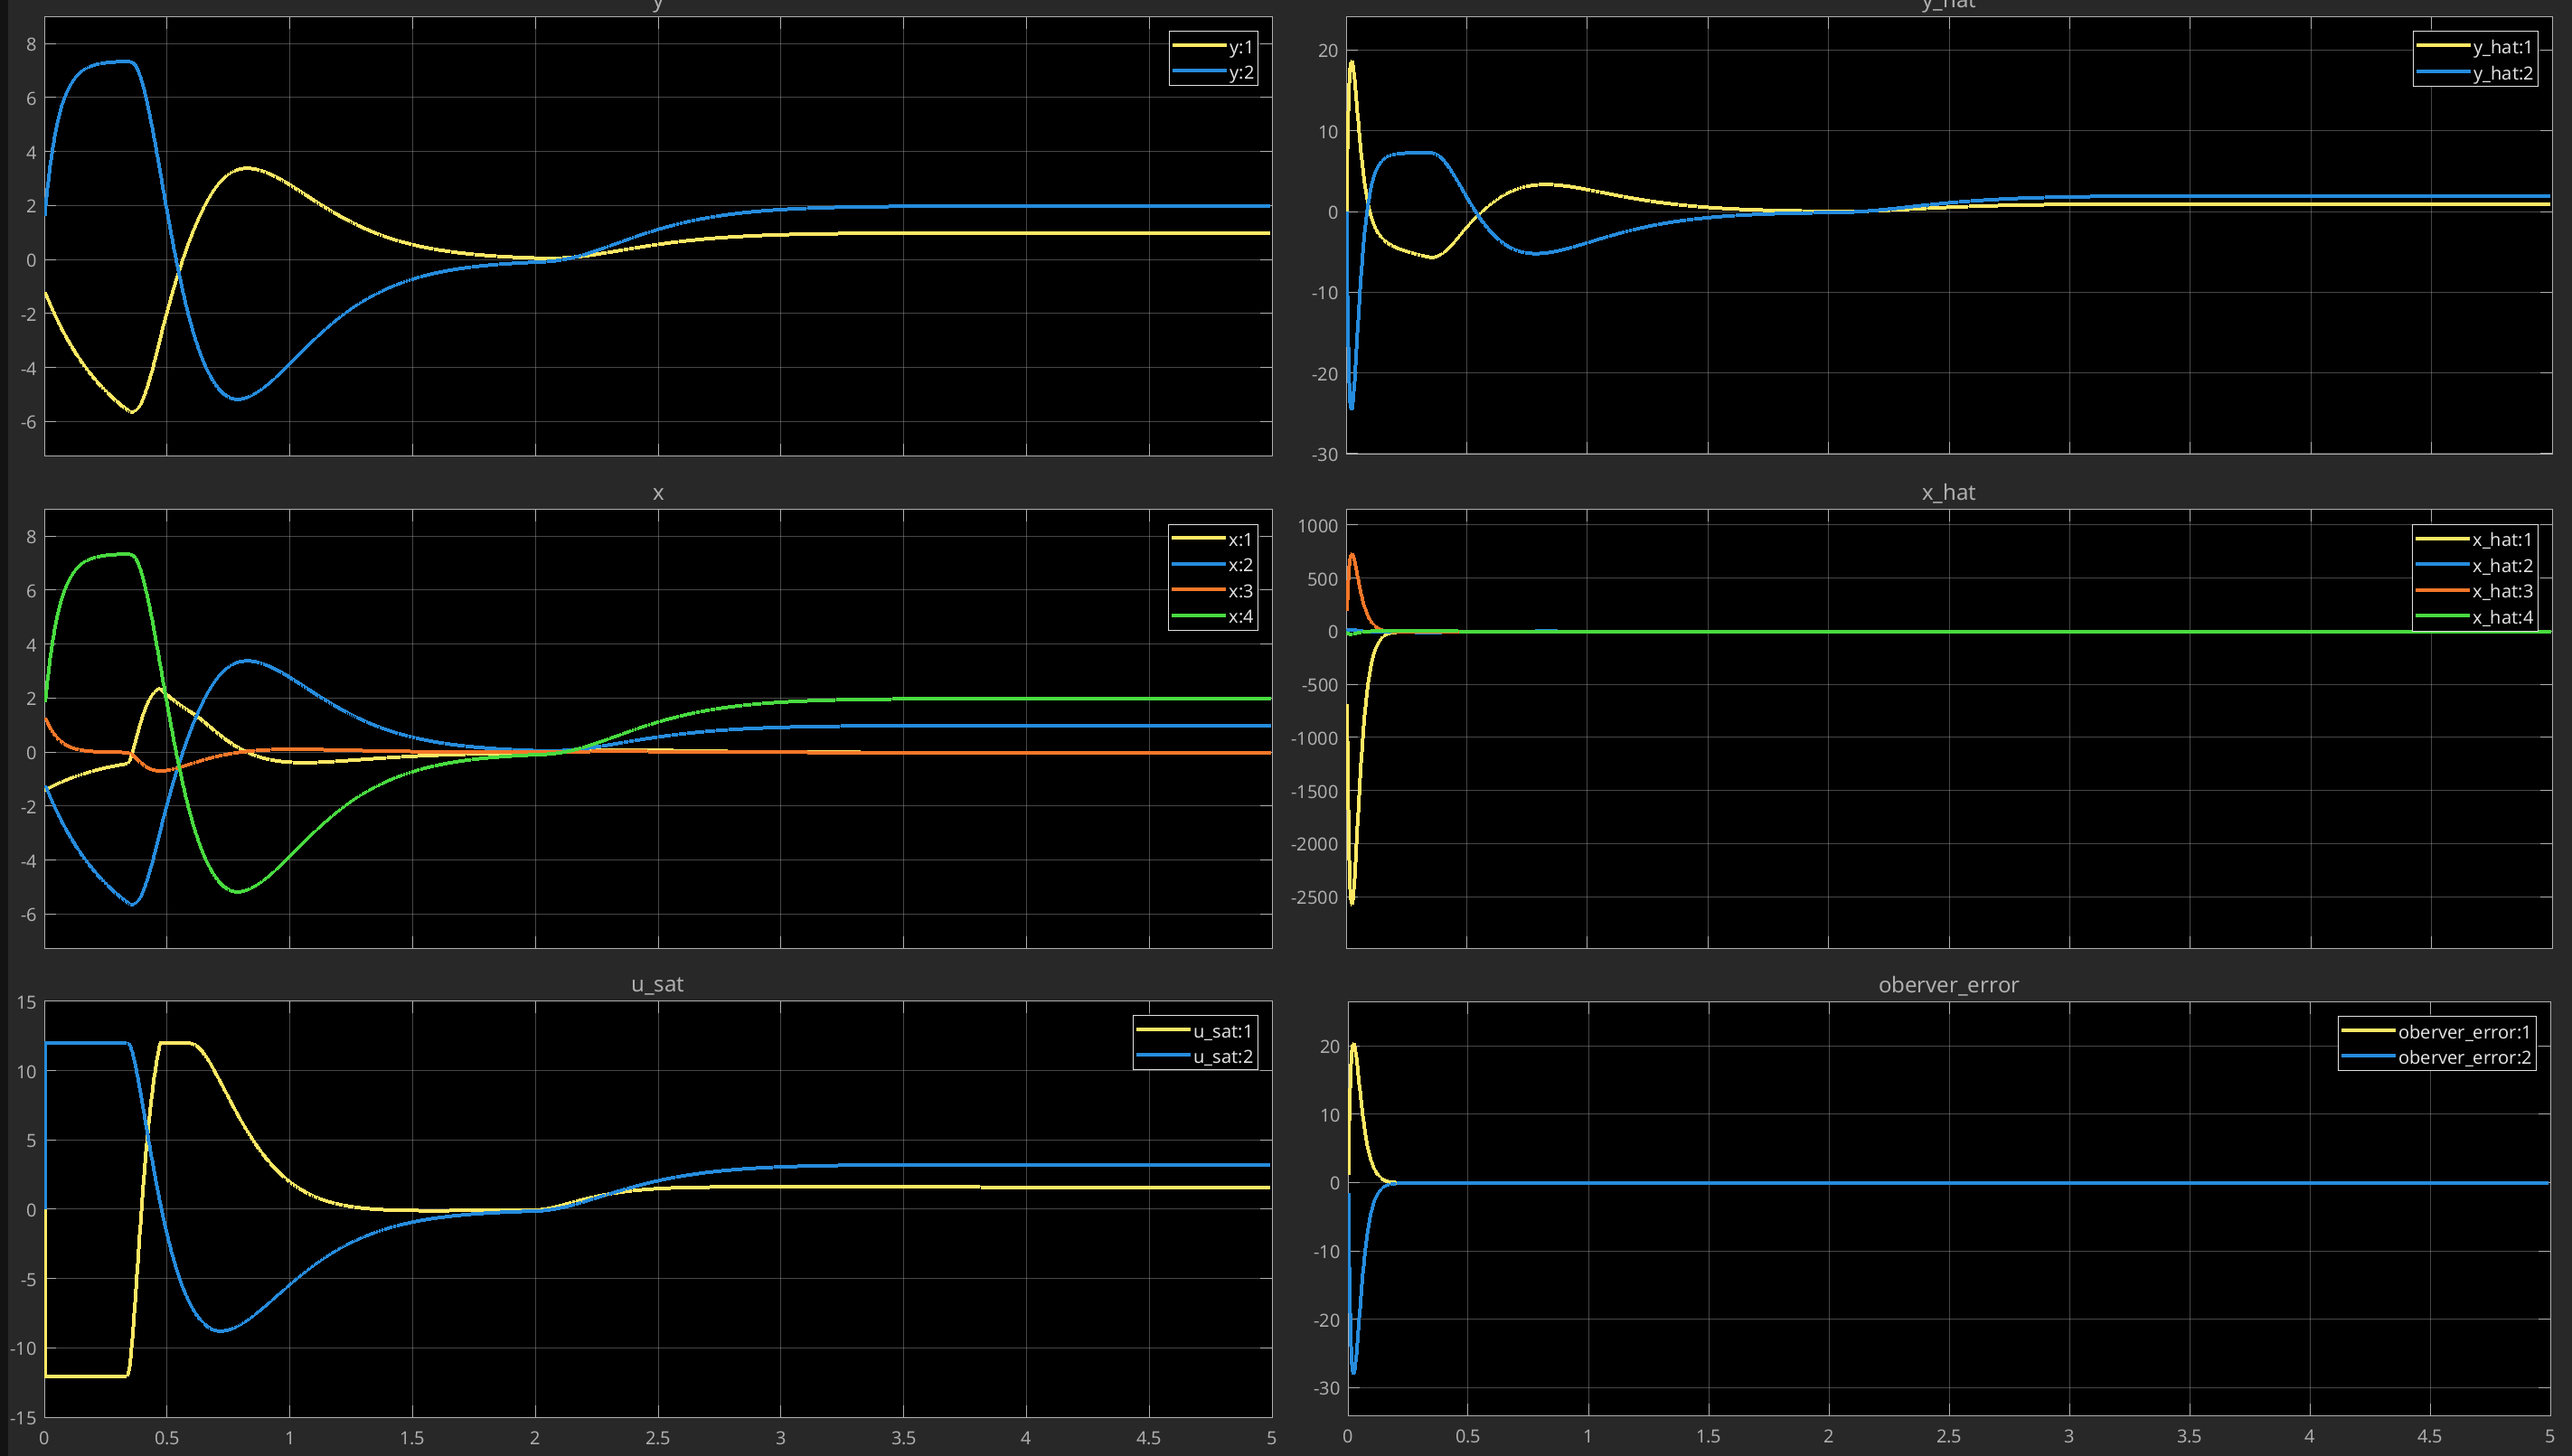 y
8
6
4
2
0
-2
-4
-6
y:1
y:2
y_hat
20
10
0
-10
-20
-30
y_hat:1
y_hat:2
x
8
6
4
2
0
-2
-4
-6
x:1
x:2
x:3
x:4
x_hat
1000
500
0
-500
-1000
-1500
-2000
-2500
x_hat:1
x_hat:2
x_hat:3
x_hat:4
u_sat
15
10
5
0
-5
-10
-15
u_sat:1
u_sat:2
0 0.5 1 1.5 2 2.5 3 3.5 4 4.5 5
oberver_error
20
10
0
-10
-20
-30
oberver_error:1
oberver_error:2
0 0.5 1 1.5 2 2.5 3 3.5 4 4.5 5